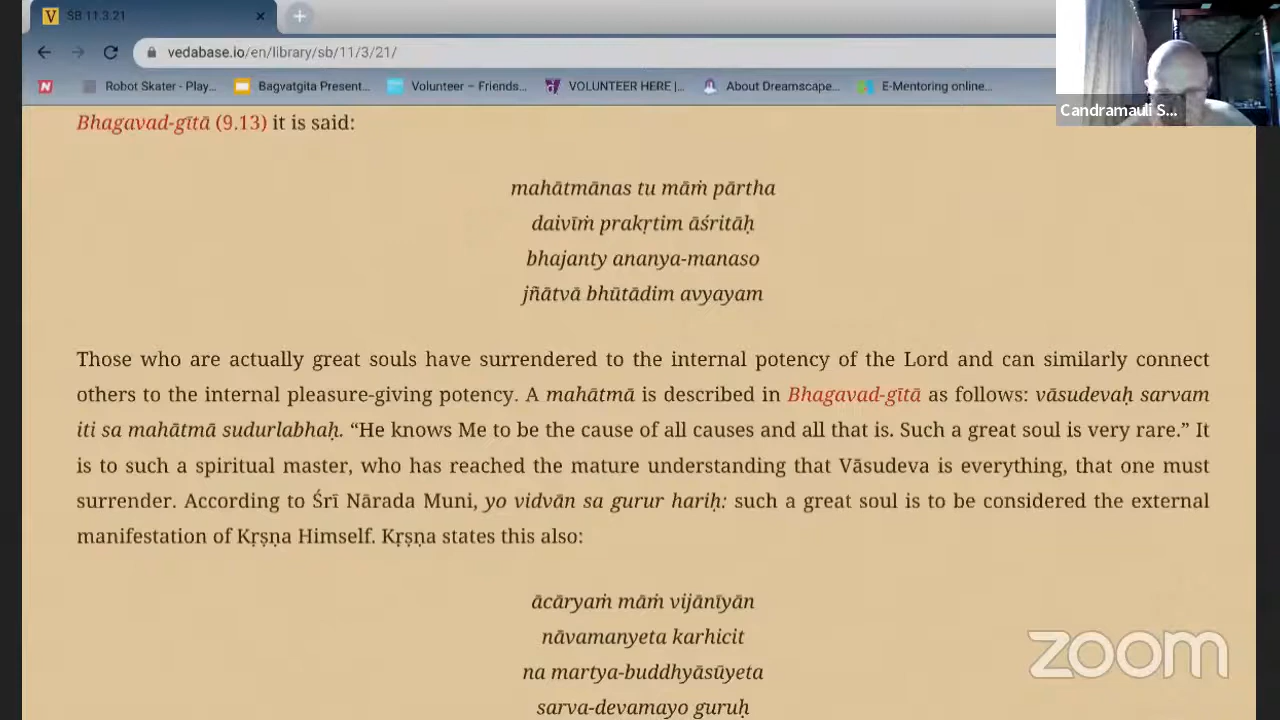 SB 11.3.21
vedabase.io/en/library/sb/11/3/21/
Robot Skater - Play...
Bagvatgita Present...
Volunteer – Friends...
VOLUNTEER HERE |...
About Dreamscape...
E-Mentoring online...
Candramauli S...
Bhagavad-gītā (9.13) it is said:
mahātmānas tu māṁ pārtha
daivīṁ prakṛtim āśritāḥ
bhajanty ananya-manaso
jñātvā bhūtādim avyayam
Those who are actually great souls have surrendered to the internal potency of the Lord and can similarly connect
others to the internal pleasure-giving potency. A mahātmā is described in Bhagavad-gītā as follows: vāsudevaḥ sarvam
iti sa mahātmā sudurlabhaḥ. “He knows Me to be the cause of all causes and all that is. Such a great soul is very rare.” It
is to such a spiritual master, who has reached the mature understanding that Vāsudeva is everything, that one must
surrender. According to Śrī Nārada Muni, yo vidvān sa gurur hariḥ: such a great soul is to be considered the external
manifestation of Kṛṣṇa Himself. Kṛṣṇa states this also:
ācāryaṁ māṁ vijānīyān
nāvamanyeta karhicit
na martya-buddhyāsūyeta
sarva-devamayo guruḥ
zoom